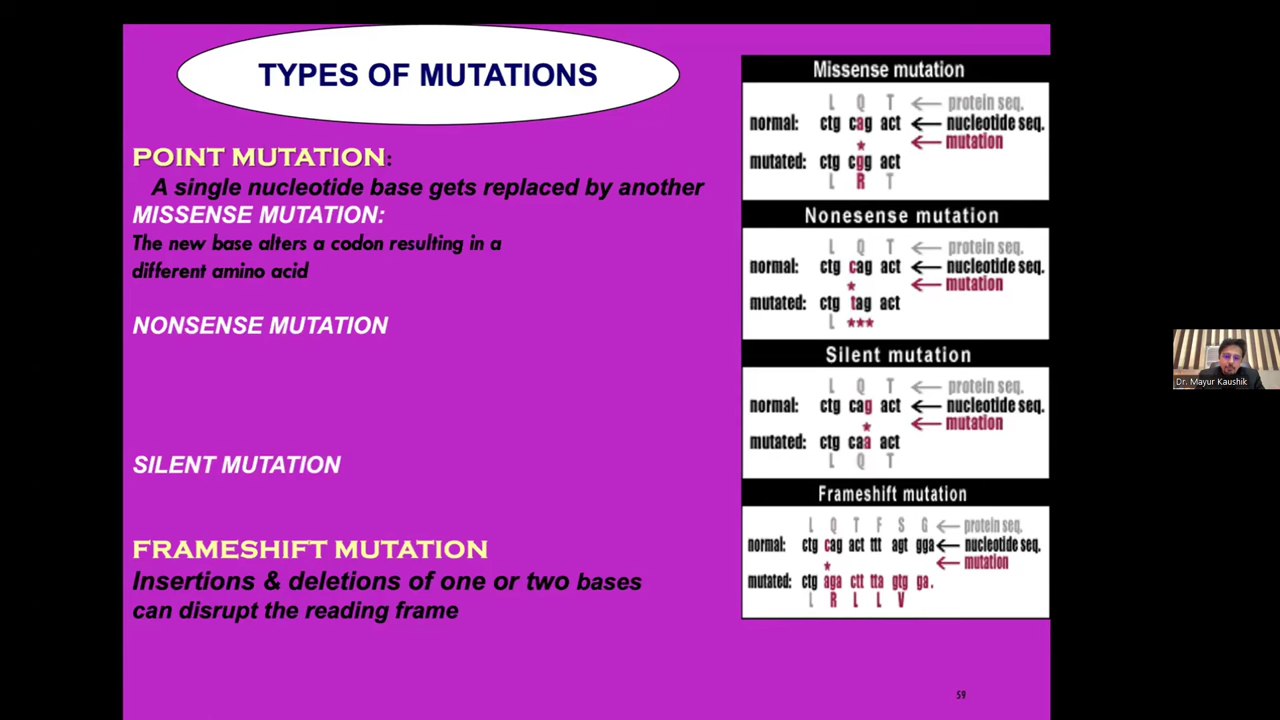 TYPES OF MUTATIONS
POINT MUTATION:
A single nucleotide base gets replaced by another
MISSENSE MUTATION:
The new base alters a codon resulting in a
different amino acid
NONSENSE MUTATION
SILENT MUTATION
FRAMESHIFT MUTATION
Insertions & deletions of one or two bases
can disrupt the reading frame
Missense mutation
L Q T ← protein seq.
normal: ctg cag act ← nucleotide seq.
* ← mutation
mutated: ctg cgg act
L R T
Nonesense mutation
L Q T ← protein seq.
normal: ctg cag act ← nucleotide seq.
* ← mutation
mutated: ctg tag act
L ***
Silent mutation
L Q T ← protein seq.
normal: ctg cag act ← nucleotide seq.
* ← mutation
mutated: ctg caa act
L Q T
Frameshift mutation
L Q T F S G ← protein seq.
normal: ctg cag act ttt agt gga ← nucleotide seq.
* ← mutation
mutated: ctg aga ctt tta gtg ga.
L R L L V
59
Dr. Mayur Kaushik